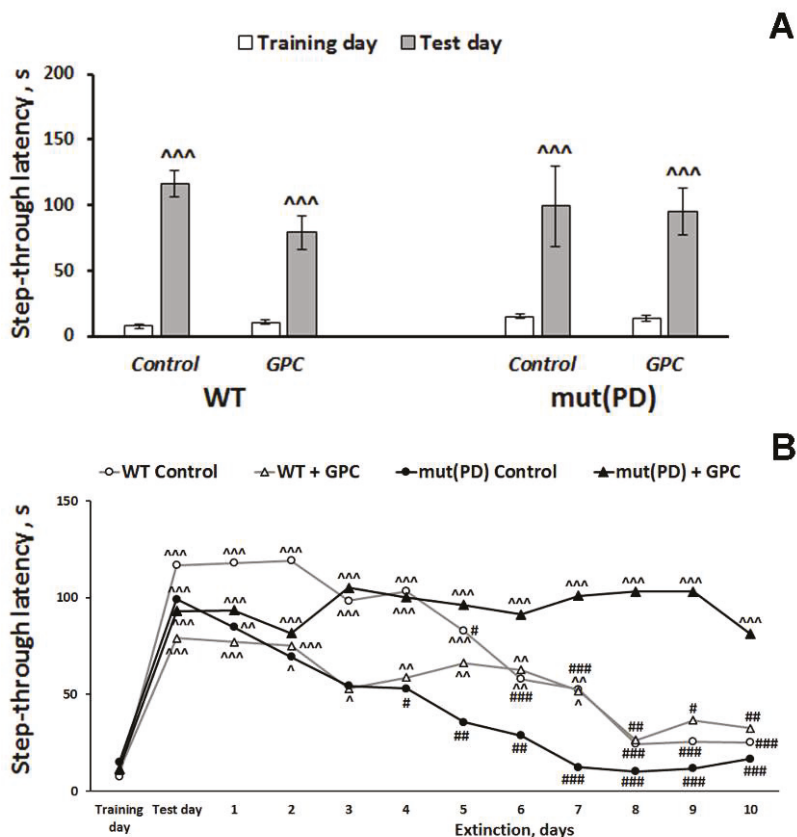 A
Training day Test day
Step-through latency, s
200
150
100
50
0
^^^ ^^^ ^^^ ^^^
Control GPC Control GPC
WT mut(PD)
B
WT Control WT + GPC mut(PD) Control mut(PD) + GPC
Step-through latency, s
150
100
50
0
^^^ ^^^ ^^^
^^^ ^^^ ^^^ ^^^ ^^^ ^^^ ^^^ ^^^
^^^ ^^ ^^^ ^^^ ^^^ # ^^ ^^^
^^^ ^^^ ^ ^^^ ^^ ^^ ^^ ###
^ # ### ^^ ## # ##
## ## ^ ### ### ###
### ### ### ###
Training day Test day 1 2 3 4 5 6 7 8 9 10
Extinction, days